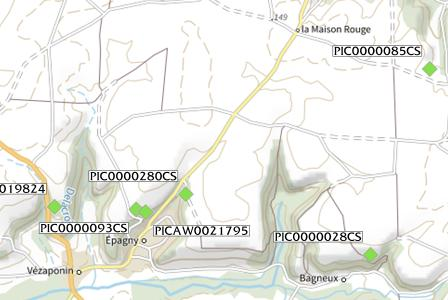 149
la Maison Rouge
PIC0000085CS
PIC0000280CS
019824
PIC0000093CS
PICAW0021795
Épagny
PIC0000028CS
Vézaponin
Bagneux